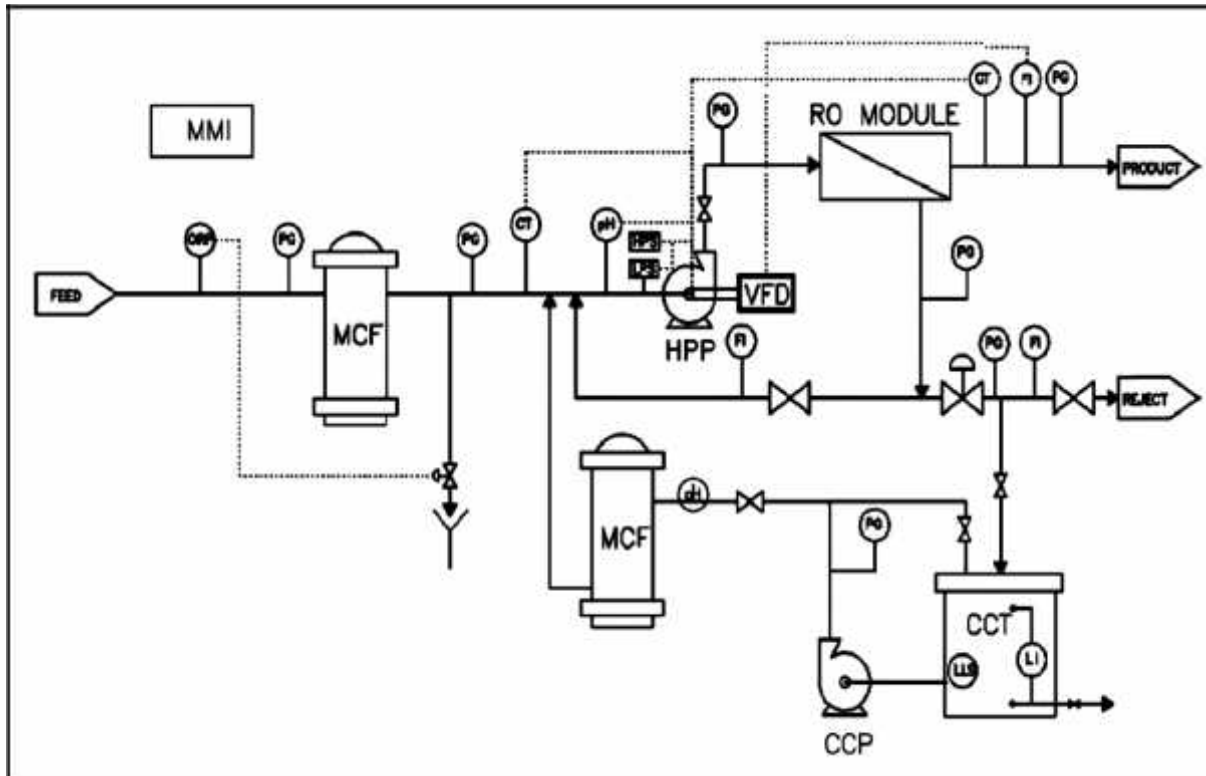 CT
FI
PG
PG
RO MODULE
MMI
PRODUCT
ORP
PG
PG
CT
pH
HPS
LPS
PG
FEED
VFD
MCF
HPP
FI
PG
FI
REJECT
MCF
pH
PG
CCT
LI
LLS
CCP